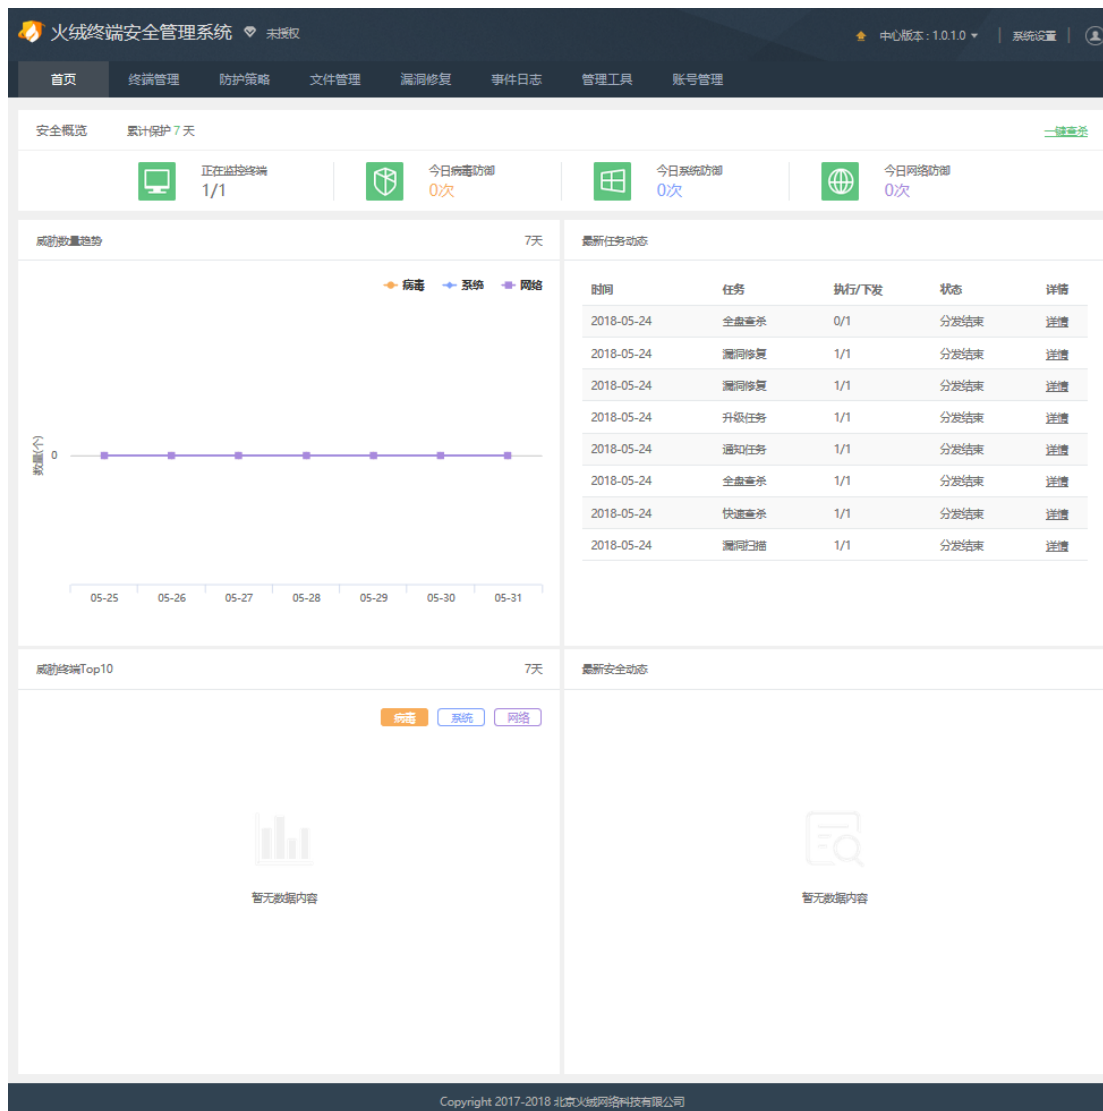 火绒终端安全管理系统 未授权 中心版本 : 1.0.1.0 系统设置
首页 终端管理 防护策略 文件管理 漏洞修复 事件日志 管理工具 账号管理
安全概览 累计保护 7 天 一键查杀
正在监控终端 今日病毒防御 今日系统防御 今日网络防御
1/1 0次 0次 0次
威胁数量趋势 7天
病毒 系统 网络
数量(个)
0
05-25 05-26 05-27 05-28 05-29 05-30 05-31
最新任务动态
时间 任务 执行/下发 状态 详情
2018-05-24 全盘查杀 0/1 分发结束 详情
2018-05-24 漏洞修复 1/1 分发结束 详情
2018-05-24 漏洞修复 1/1 分发结束 详情
2018-05-24 升级任务 1/1 分发结束 详情
2018-05-24 通知任务 1/1 分发结束 详情
2018-05-24 全盘查杀 1/1 分发结束 详情
2018-05-24 快速查杀 1/1 分发结束 详情
2018-05-24 漏洞扫描 1/1 分发结束 详情
威胁终端Top10 7天
病毒 系统 网络
暂无数据内容
最新安全动态
暂无数据内容
Copyright 2017-2018 北京火绒网络科技有限公司